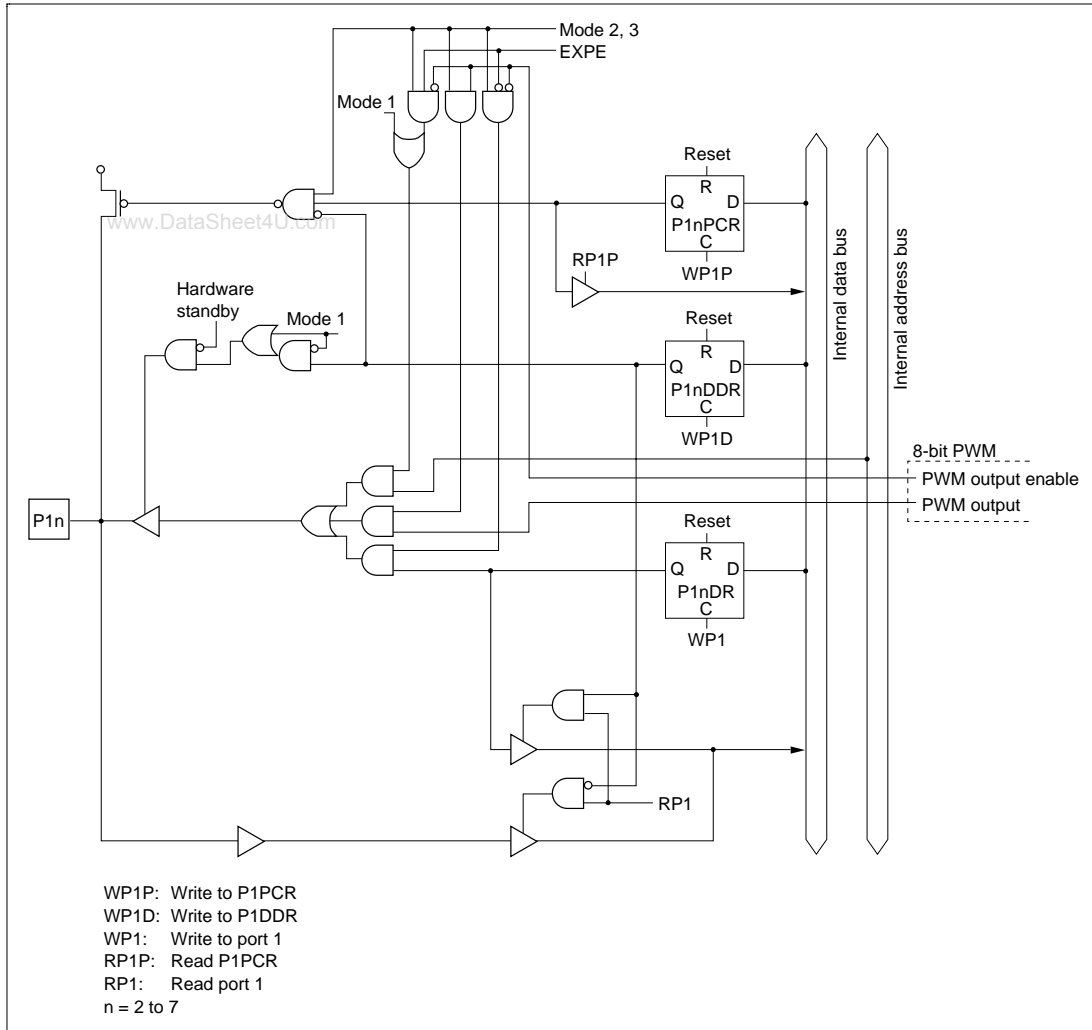 Mode 2, 3
EXPE
Mode 1
Reset
R
Q D
P1nPCR
C
WP1P
www.DataSheet4U.com
RP1P
Hardware
standby
Mode 1
Reset
R
Q D
P1nDDR
C
WP1D
Internal data bus
Internal address bus
8-bit PWM
PWM output enable
PWM output
P1n
Reset
R
Q D
P1nDR
C
WP1
RP1
WP1P: Write to P1PCR
WP1D: Write to P1DDR
WP1: Write to port 1
RP1P: Read P1PCR
RP1: Read port 1
n = 2 to 7